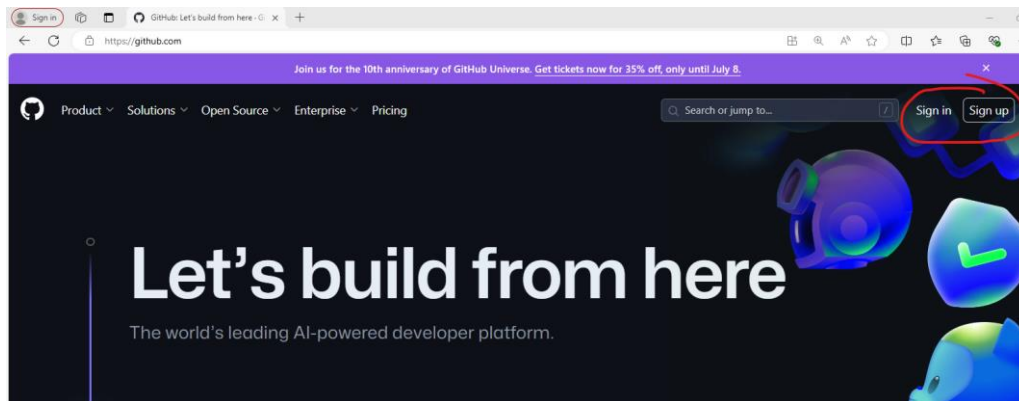 Sign in
GitHub: Let's build from here · G
https://github.com
Join us for the 10th anniversary of GitHub Universe. Get tickets now for 35% off, only until July 8.
Product Solutions Open Source Enterprise Pricing Search or jump to... / Sign in Sign up
Let's build from here
The world's leading AI-powered developer platform.